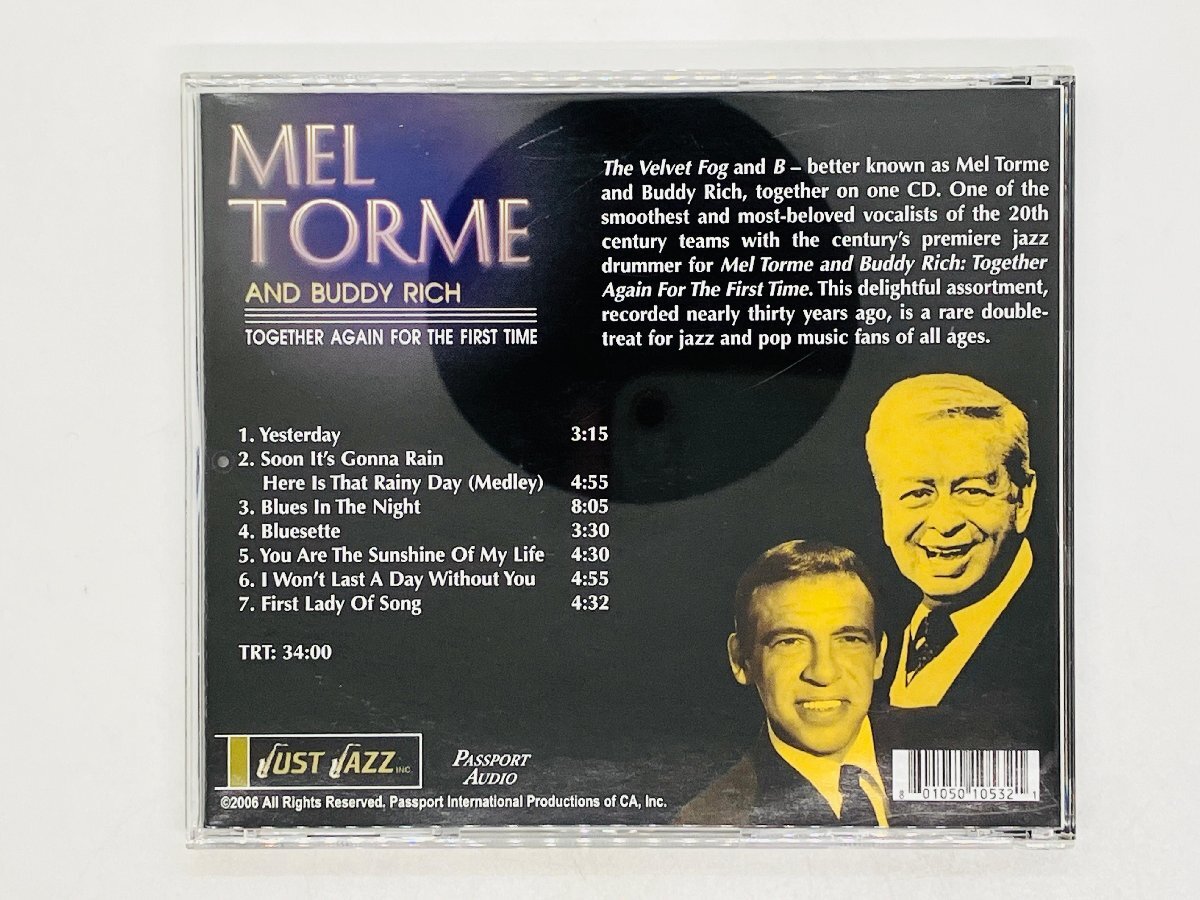 MEL
TORME
AND BUDDY RICH
TOGETHER AGAIN FOR THE FIRST TIME
The Velvet Fog and B – better known as Mel Torme
and Buddy Rich, together on one CD. One of the
smoothest and most-beloved vocalists of the 20th
century teams with the century's premiere jazz
drummer for Mel Torme and Buddy Rich: Together
Again For The First Time. This delightful assortment,
recorded nearly thirty years ago, is a rare double-
treat for jazz and pop music fans of all ages.
1. Yesterday 3:15
2. Soon It's Gonna Rain
Here Is That Rainy Day (Medley) 4:55
3. Blues In The Night 8:05
4. Bluesette 3:30
5. You Are The Sunshine Of My Life 4:30
6. I Won't Last A Day Without You 4:55
7. First Lady Of Song 4:32
TRT: 34:00
JUST JAZZ INC.
PASSPORT
AUDIO
©2006 All Rights Reserved, Passport International Productions of CA, Inc.
8 01050 10532 1